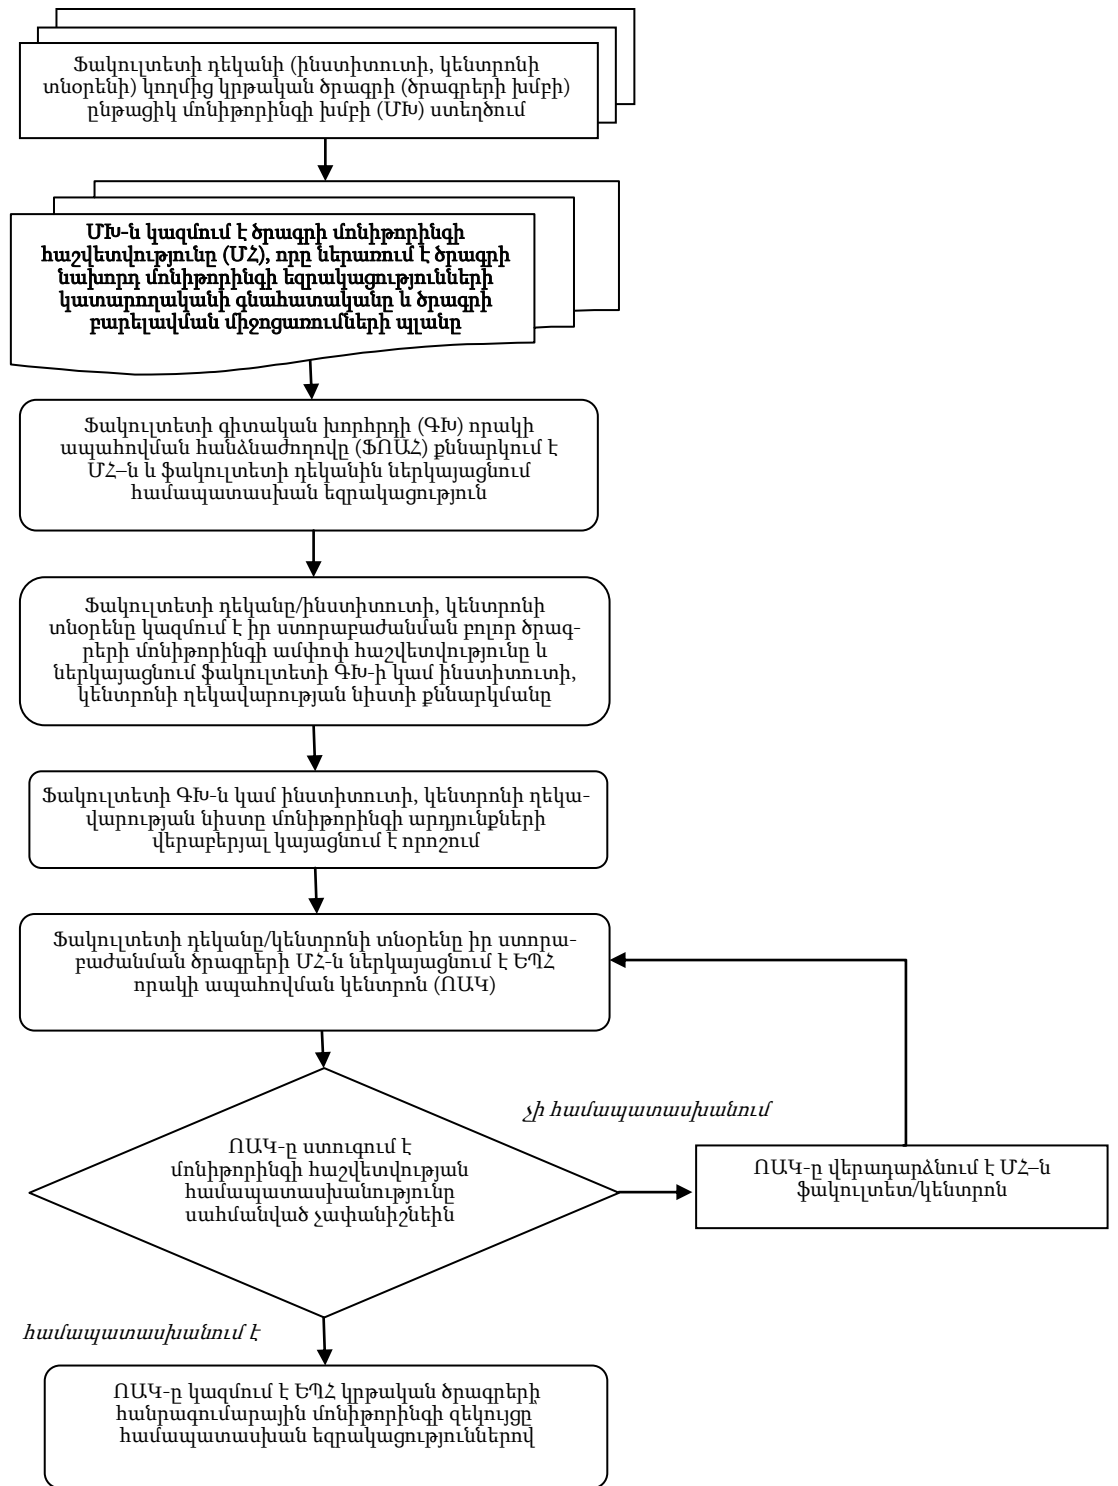 Ֆակուլտետի դեկանի (ինստիտուտի, կենտրոնի
տնօրենի) կողմից կրթական ծրագրի (ծրագրերի խմբի)
ընթացիկ մոնիթորինգի խմբի (ՄԽ) ստեղծում
ՄԽ-ն կազմում է ծրագրի մոնիթորինգի
հաշվետվությունը (ՄՀ), որը ներառում է ծրագրի
նախորդ մոնիթորինգի եզրակացությունների
կատարողականի գնահատականը և ծրագրի
բարելավման միջոցառումների պլանը
Ֆակուլտետի գիտական խորհրդի (ԳԽ) որակի
ապահովման հանձնաժողովը (ՖՈԱՀ) քննարկում է
ՄՀ–ն և ֆակուլտետի դեկանին ներկայացնում
համապատասխան եզրակացություն
Ֆակուլտետի դեկանը/ինստիտուտի, կենտրոնի
տնօրենը կազմում է իր ստորաբաժանման բոլոր ծրագ-
րերի մոնիթորինգի ամփոփ հաշվետվությունը և
ներկայացնում ֆակուլտետի ԳԽ-ի կամ ինստիտուտի,
կենտրոնի ղեկավարության նիստի քննարկմանը
Ֆակուլտետի ԳԽ-ն կամ ինստիտուտի, կենտրոնի ղեկա-
վարության նիստը մոնիթորինգի արդյունքների
վերաբերյալ կայացնում է որոշում
Ֆակուլտետի դեկանը/կենտրոնի տնօրենը իր ստորա-
բաժանման ծրագրերի ՄՀ-ն ներկայացնում է ԵՊՀ
որակի ապահովման կենտրոն (ՈԱԿ)
չի համապատասխանում
ՈԱԿ-ը ստուգում է
մոնիթորինգի հաշվետվության
համապատասխանությունը
սահմանված չափանիշնեին
ՈԱԿ-ը վերադարձնում է ՄՀ–ն
ֆակուլտետ/կենտրոն
համապատասխանում է
ՈԱԿ-ը կազմում է ԵՊՀ կրթական ծրագրերի
հանրագումարային մոնիթորինգի զեկույցը՝
համապատասխան եզրակացություններով